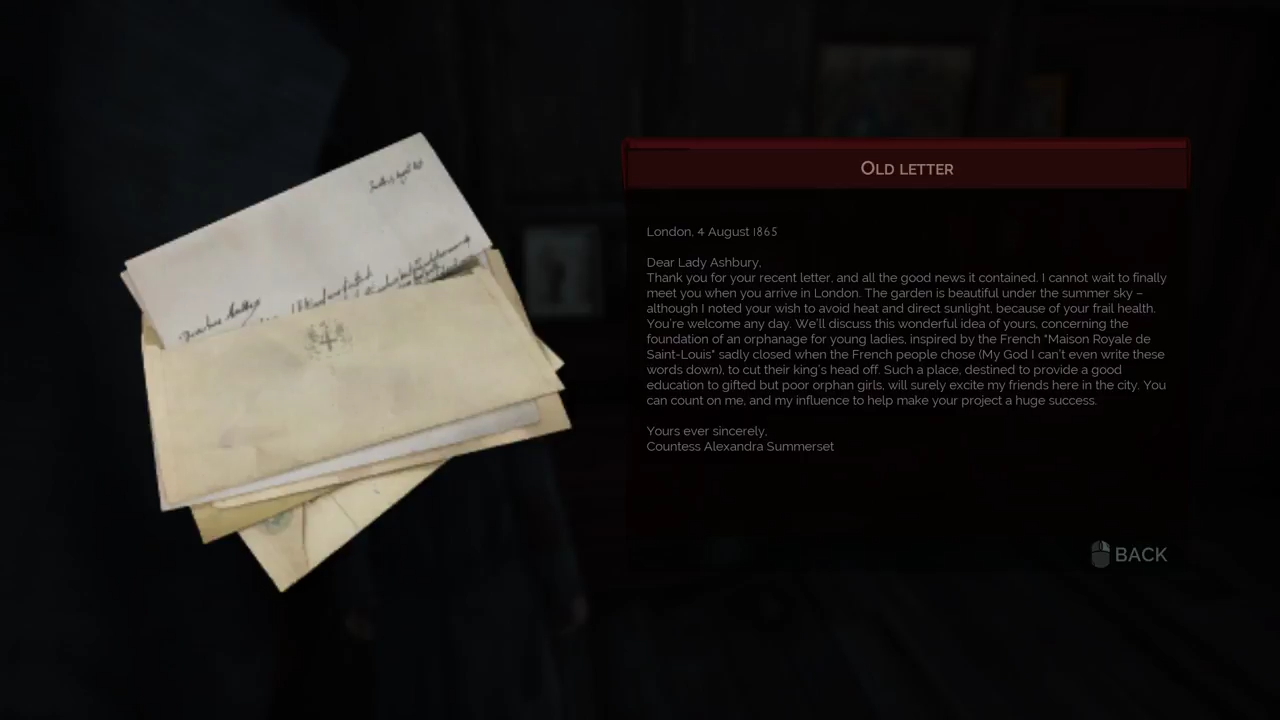 OLD LETTER
London, 4 August 1865
Dear Lady Ashbury,
Thank you for your recent letter, and all the good news it contained. I cannot wait to finally
meet you when you arrive in London. The garden is beautiful under the summer sky –
although I noted your wish to avoid heat and direct sunlight, because of your frail health.
You're welcome any day. We'll discuss this wonderful idea of yours, concerning the
foundation of an orphanage for young ladies, inspired by the French "Maison Royale de
Saint-Louis" sadly closed when the French people chose (My God I can't even write these
words down), to cut their king's head off. Such a place, destined to provide a good
education to gifted but poor orphan girls, will surely excite my friends here in the city. You
can count on me, and my influence to help make your project a huge success.
Yours ever sincerely,
Countess Alexandra Summerset
BACK